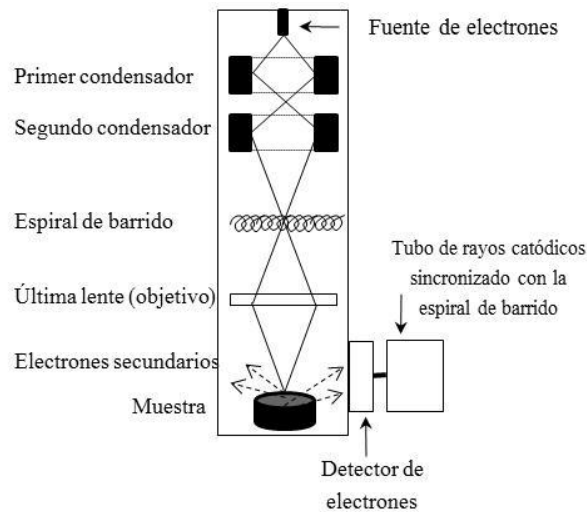 Fuente de electrones
Primer condensador
Segundo condensador
Espiral de barrido
Tubo de rayos catódicos
sincronizado con la
espiral de barrido
Última lente (objetivo)
Electrones secundarios
Muestra
Detector de
electrones